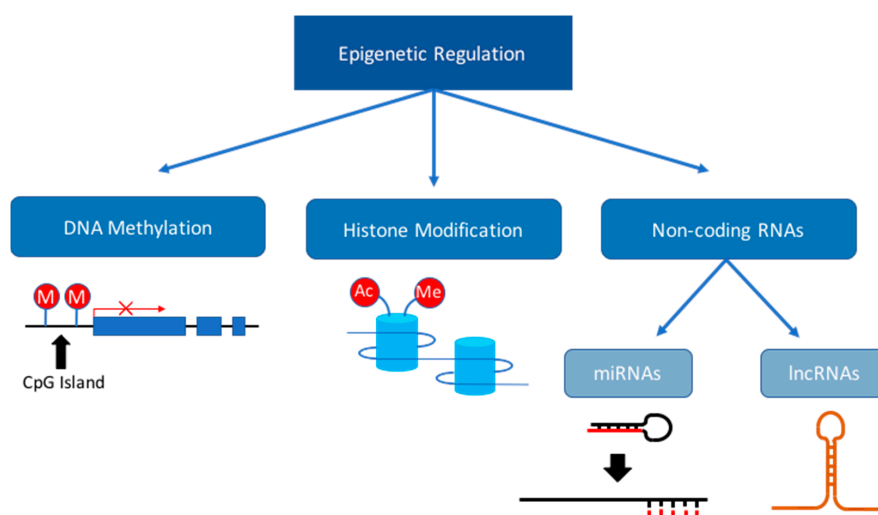 Epigenetic Regulation
DNA Methylation
Histone Modification
Non-coding RNAs
M M
Ac Me
CpG Island
miRNAs
lncRNAs